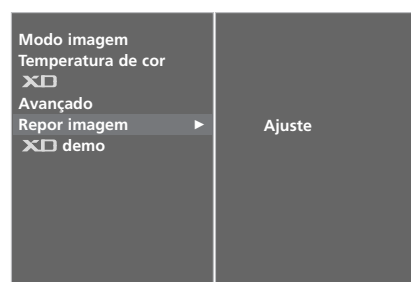 Modo imagem
Temperatura de cor
XD
Avançado
Repor imagem ►
Ajuste
XD demo